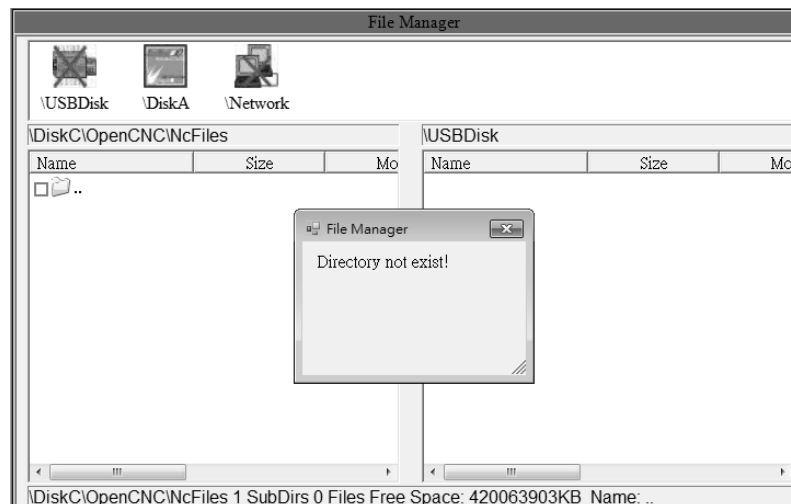 File Manager
\USBDisk \DiskA \Network
\DiskC\OpenCNC\NcFiles \USBDisk
Name Size Mo Name Size Mo
..
File Manager
Directory not exist!
\DiskC\OpenCNC\NcFiles 1 SubDirs 0 Files Free Space: 420063903KB Name: ..